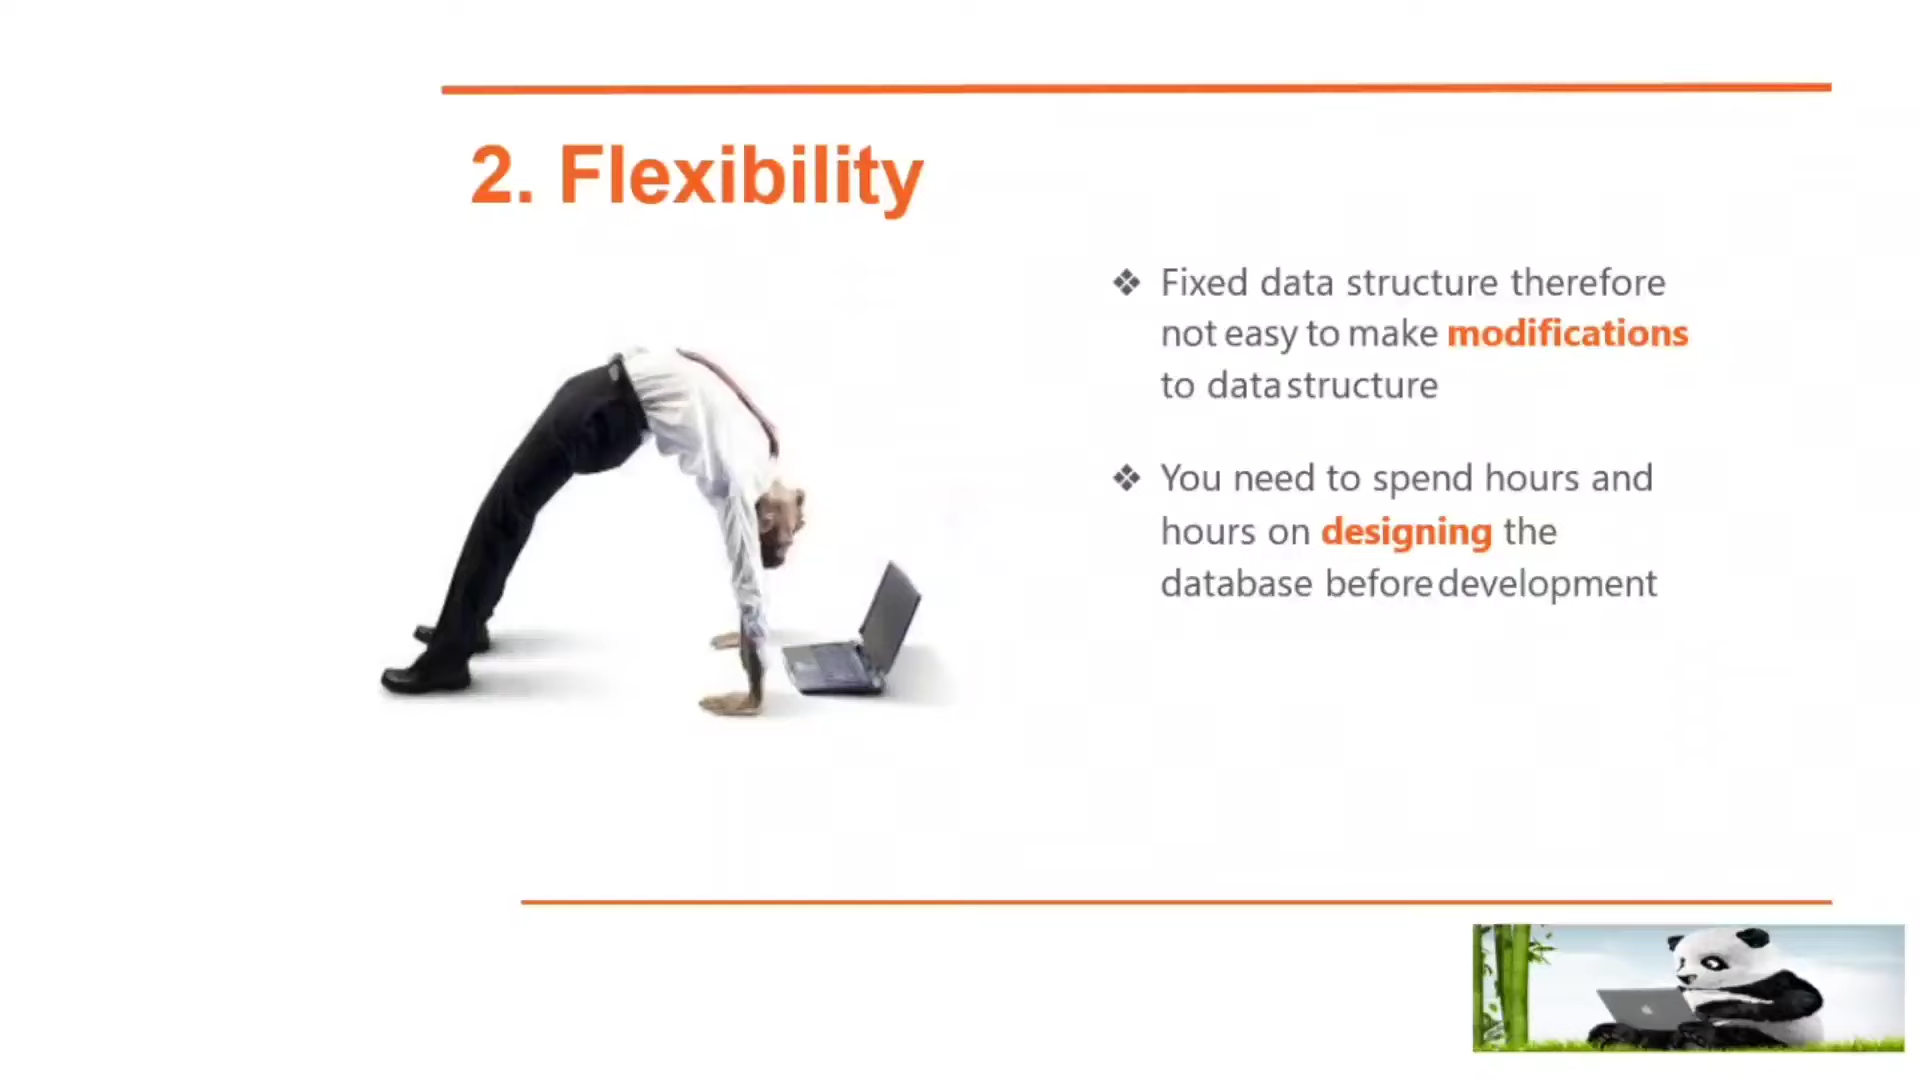 2. Flexibility
❖ Fixed data structure therefore
not easy to make modifications
to data structure
❖ You need to spend hours and
hours on designing the
database before development